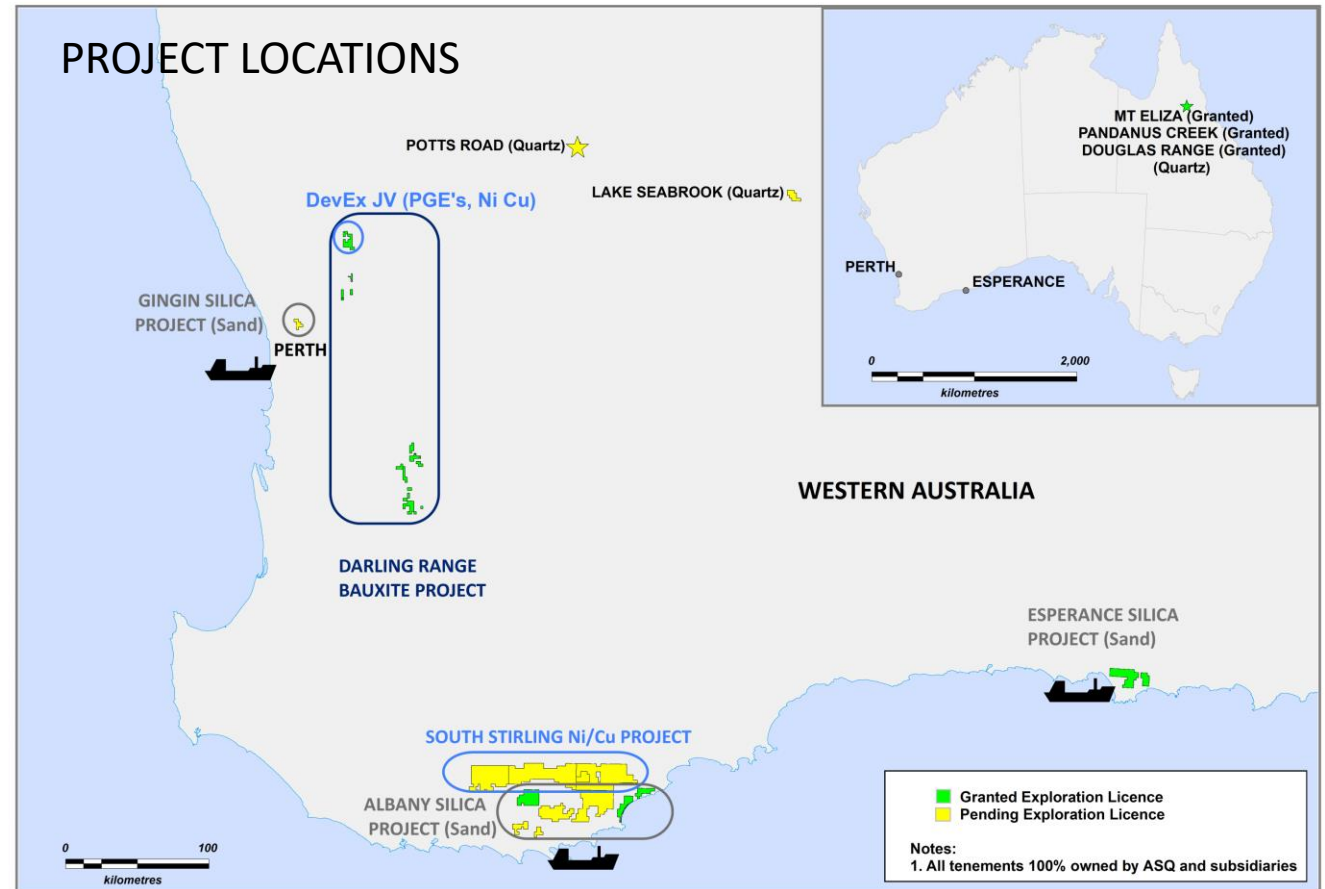 PROJECT LOCATIONS
POTTS ROAD (Quartz)
LAKE SEABROOK (Quartz)
DevEx JV (PGE's, Ni Cu)
GINGIN SILICA
PROJECT (Sand)
PERTH
DARLING RANGE
BAUXITE PROJECT
WESTERN AUSTRALIA
ESPERANCE SILICA
PROJECT (Sand)
SOUTH STIRLING Ni/Cu PROJECT
ALBANY SILICA
PROJECT (Sand)
0 100
kilometres
MT ELIZA (Granted)
PANDANUS CREEK (Granted)
DOUGLAS RANGE (Granted)
(Quartz)
PERTH
ESPERANCE
0 2,000
kilometres
Granted Exploration Licence
Pending Exploration Licence
Notes:
1. All tenements 100% owned by ASQ and subsidiaries